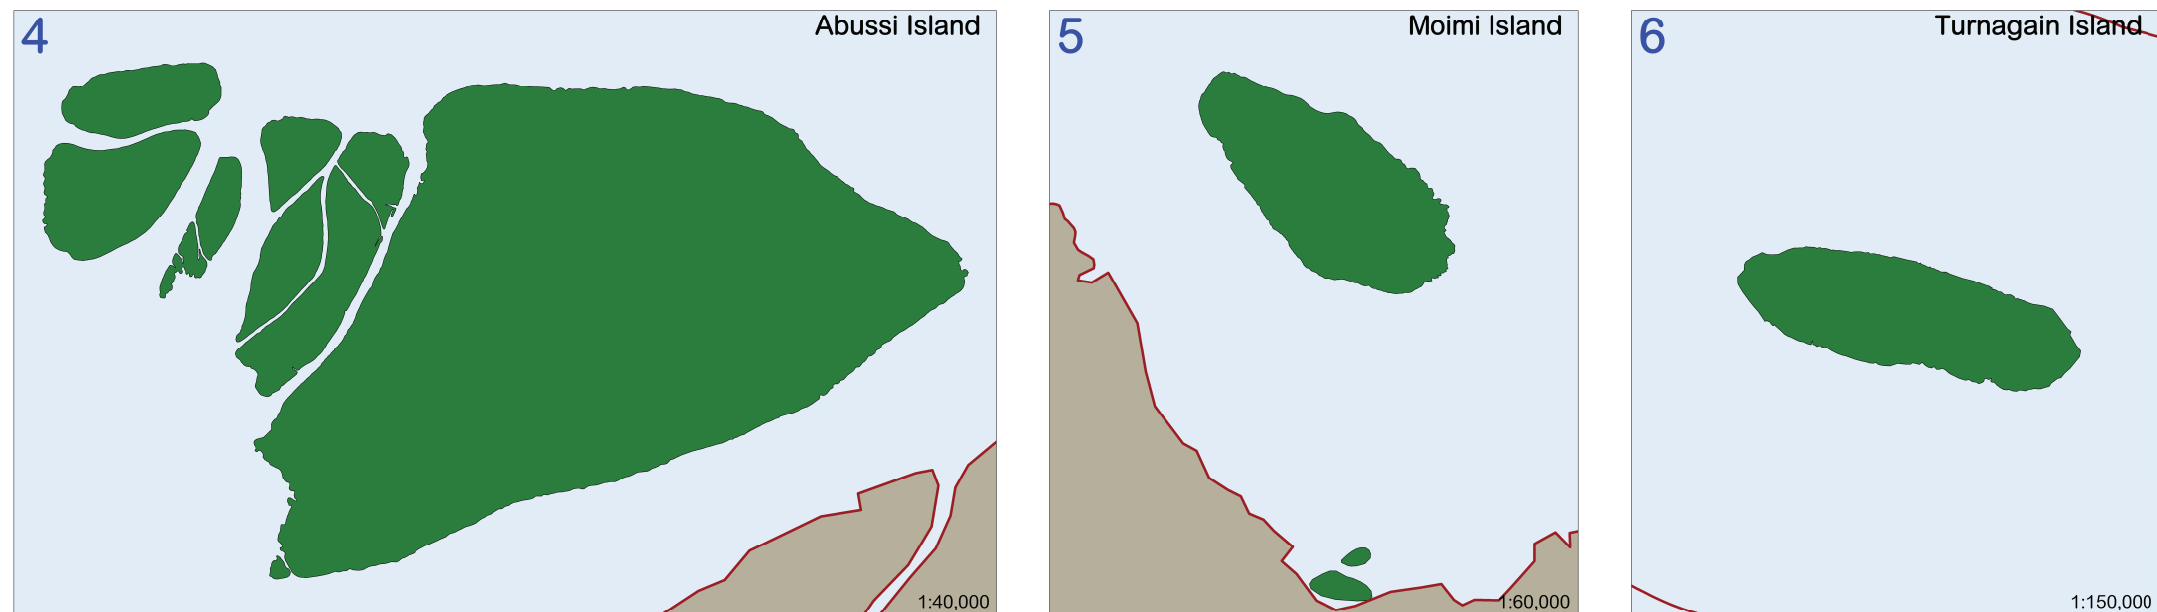 4
Abussi Island
1:40,000
5
Moimi Island
1:60,000
6
Turnagain Island
1:150,000